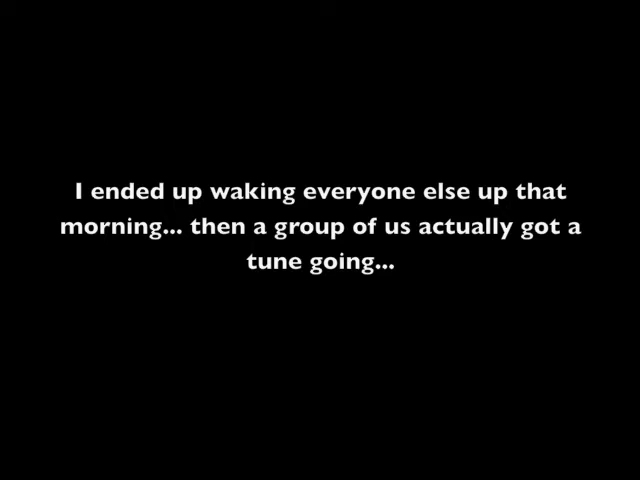 I ended up waking everyone else up that
morning... then a group of us actually got a
tune going...